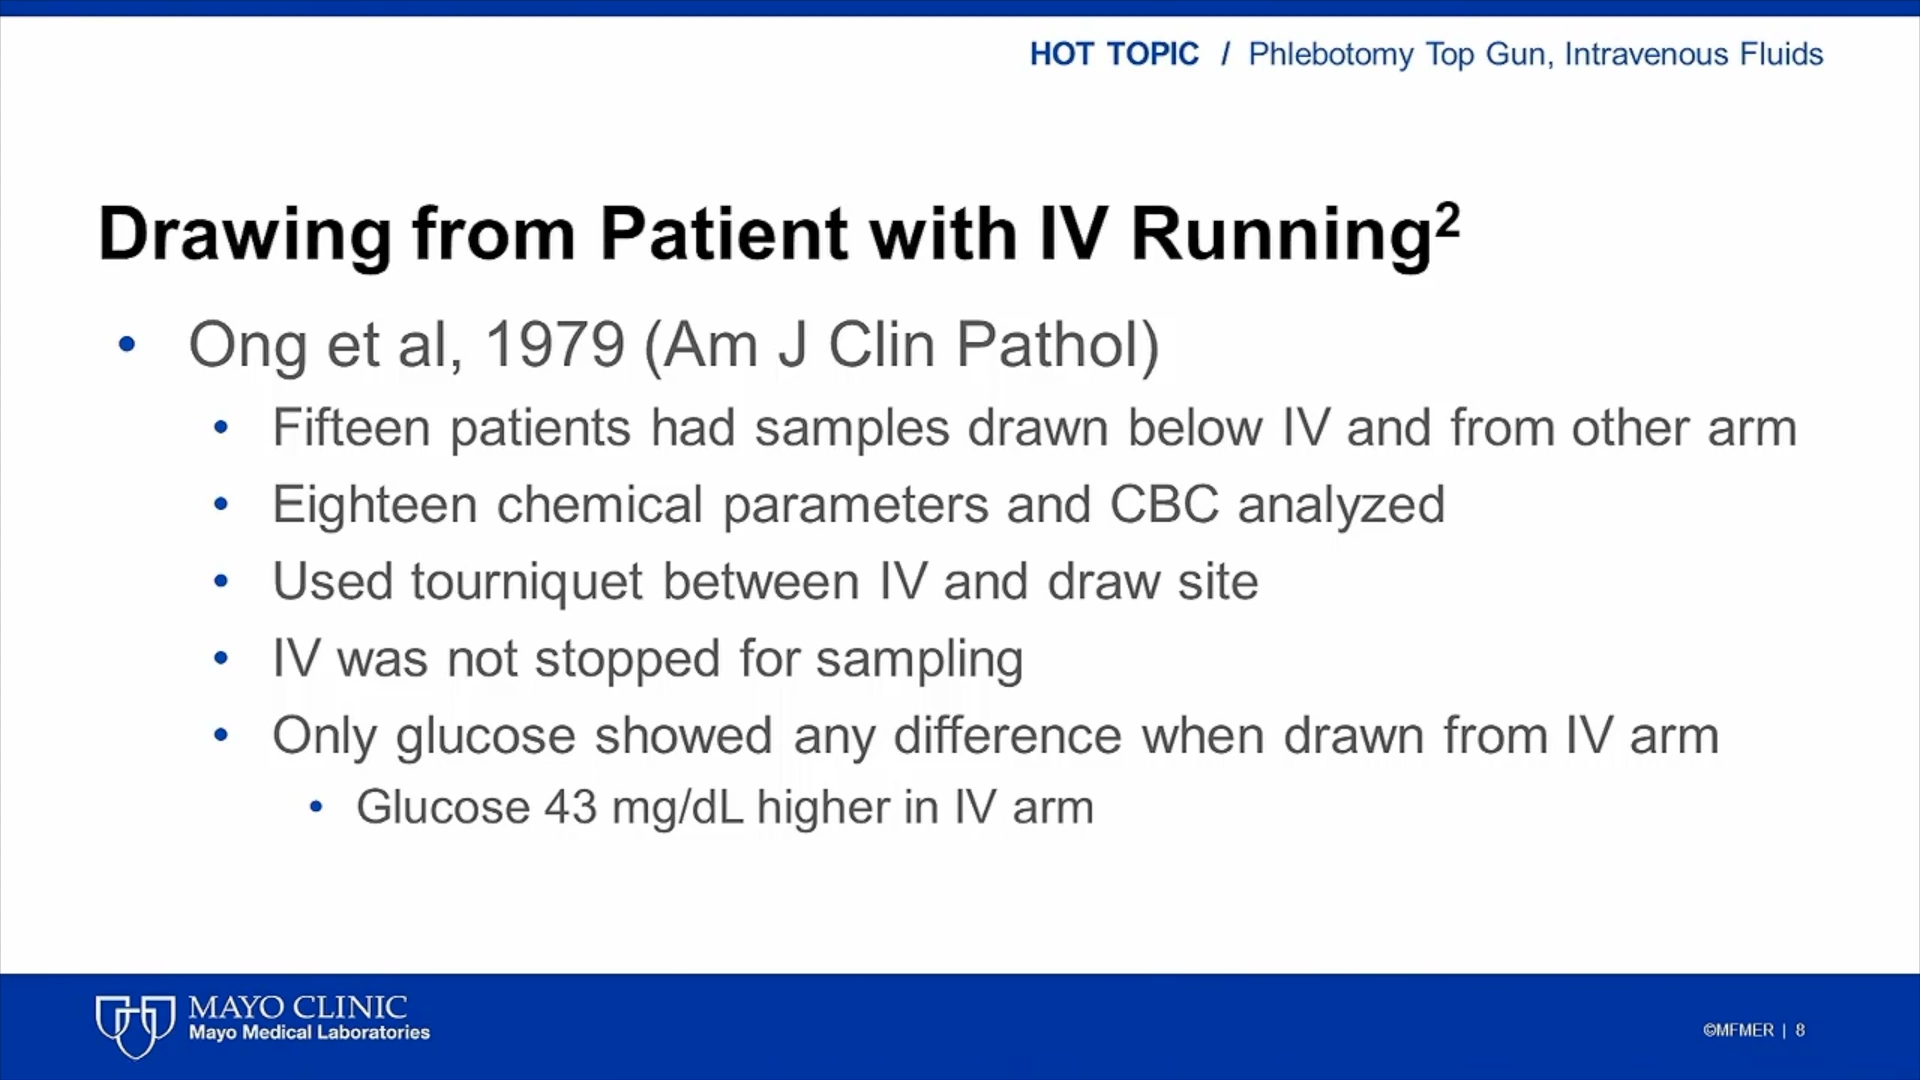 HOT TOPIC / Phlebotomy Top Gun, Intravenous Fluids
Drawing from Patient with IV Running²
• Ong et al, 1979 (Am J Clin Pathol)
• Fifteen patients had samples drawn below IV and from other arm
• Eighteen chemical parameters and CBC analyzed
• Used tourniquet between IV and draw site
• IV was not stopped for sampling
• Only glucose showed any difference when drawn from IV arm
• Glucose 43 mg/dL higher in IV arm
MAYO CLINIC
Mayo Medical Laboratories
©MFMER | 8